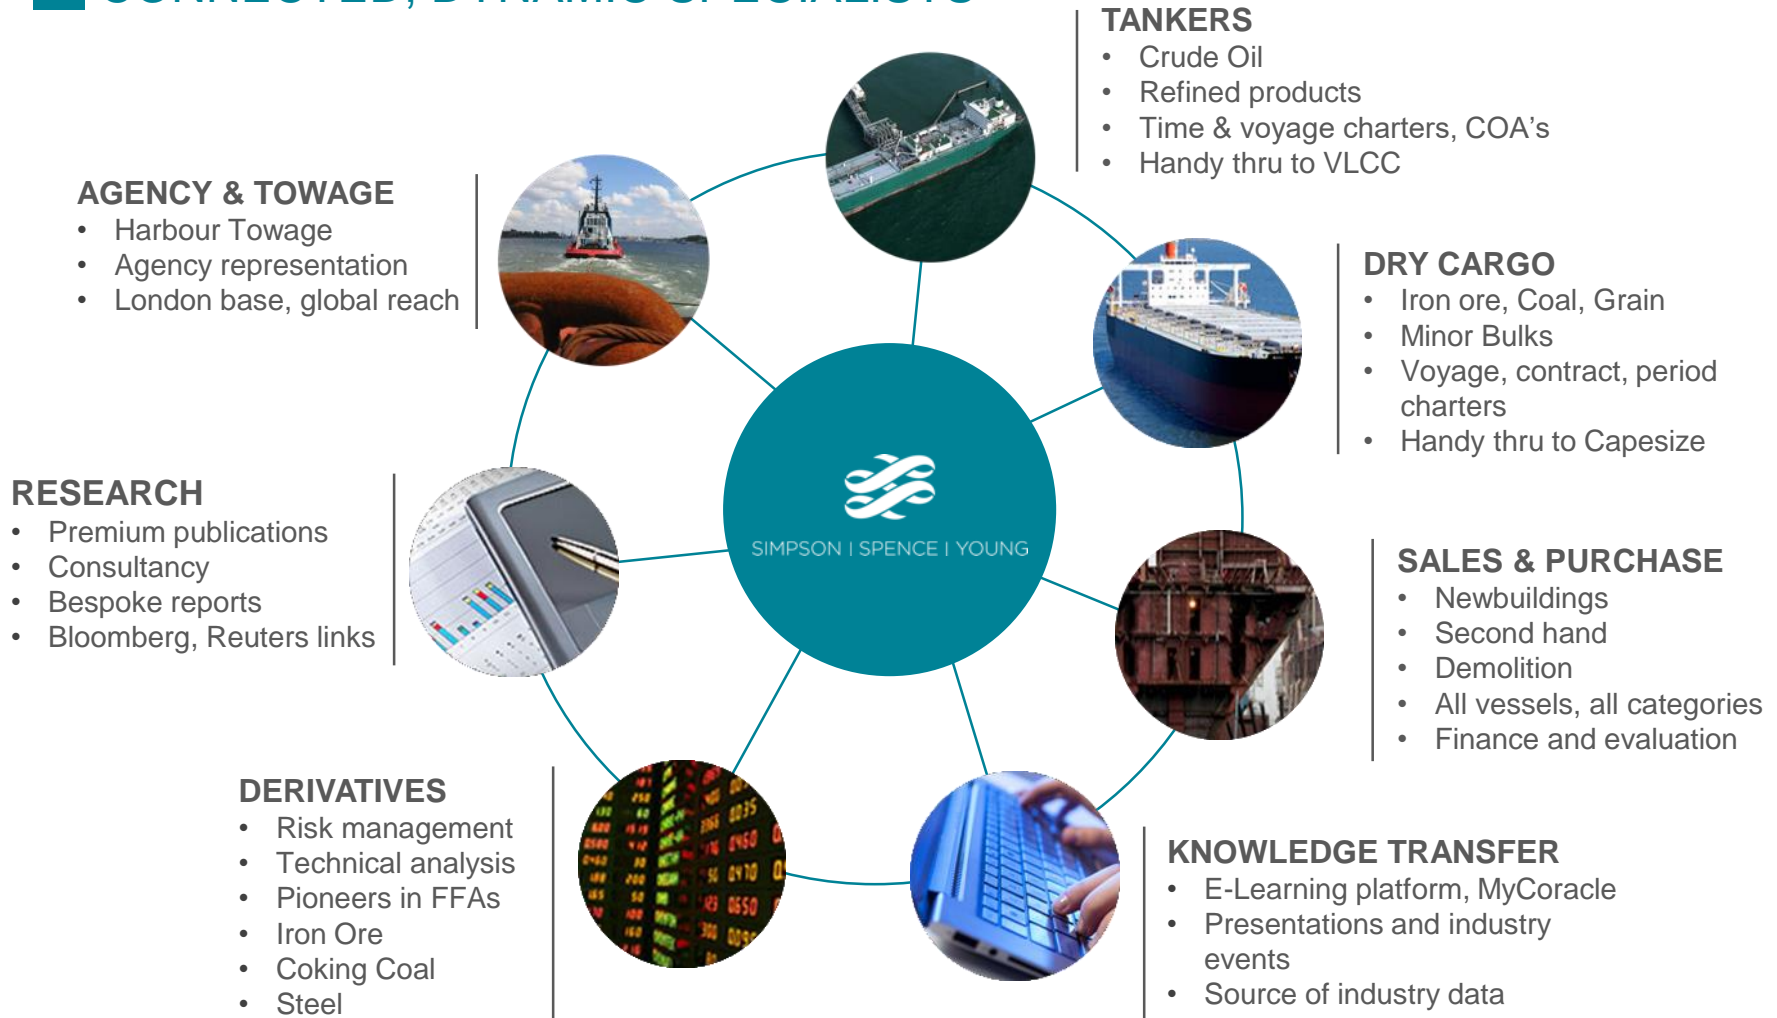 CONNECTED, DYNAMIC SPECIALISTS
TANKERS
• Crude Oil
• Refined products
• Time & voyage charters, COA’s
• Handy thru to VLCC
AGENCY & TOWAGE
• Harbour Towage
• Agency representation
• London base, global reach
DRY CARGO
• Iron ore, Coal, Grain
• Minor Bulks
• Voyage, contract, period
charters
• Handy thru to Capesize
RESEARCH
• Premium publications
• Consultancy
• Bespoke reports
• Bloomberg, Reuters links
SIMPSON | SPENCE | YOUNG
SALES & PURCHASE
• Newbuildings
• Second hand
• Demolition
• All vessels, all categories
• Finance and evaluation
DERIVATIVES
• Risk management
• Technical analysis
• Pioneers in FFAs
• Iron Ore
• Coking Coal
• Steel
KNOWLEDGE TRANSFER
• E-Learning platform, MyCoracle
• Presentations and industry
events
• Source of industry data